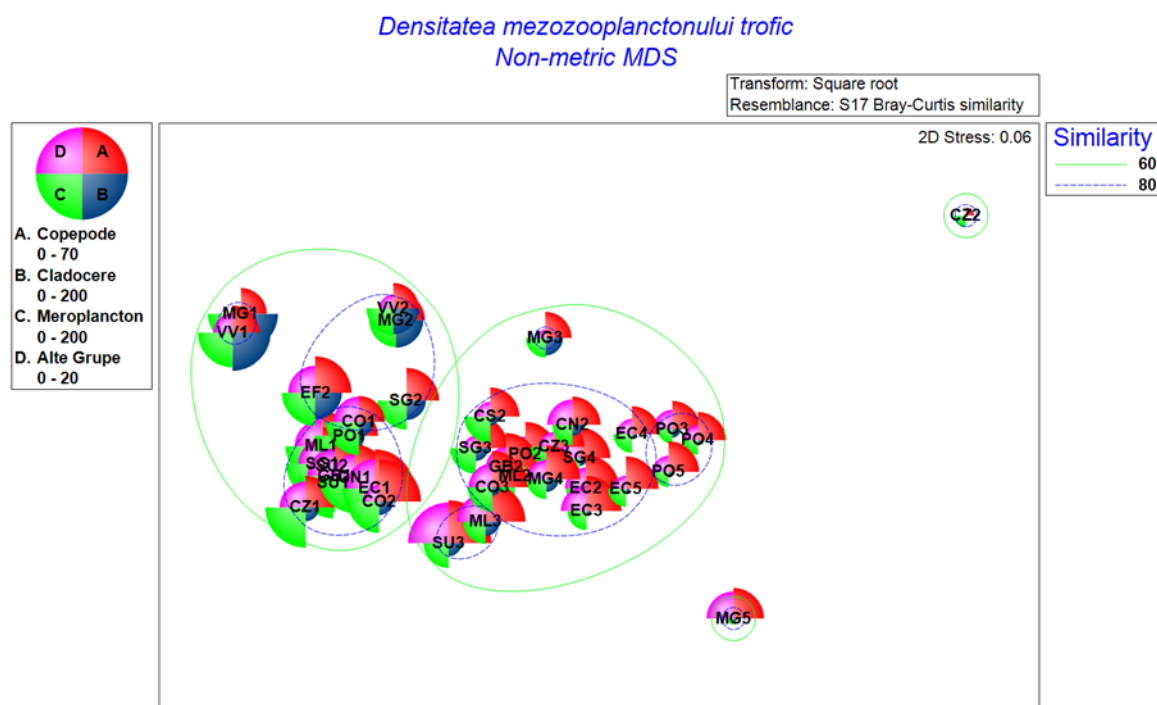 Densitatea mezozooplanctonului trofic
Non-metric MDS
Transform: Square root
Resemblance: S17 Bray-Curtis similarity
D A
C B
A. Copepode
0 - 70
B. Cladocere
0 - 200
C. Meroplancton
0 - 200
D. Alte Grupe
0 - 20
2D Stress: 0.06
Similarity
60
80
CZ2
MG1
VV1
VV2
MG2
MG3
EF2
SG2
CO1
PO1
ML1
SG1
SU1
EC1
CO2
CZ1
CS2
CN2
SG3
PO2
CZ3
SG4
GB2
ML2
MG4
CO3
EC2
EC3
EC5
EC4
PO3
PO4
PO5
ML3
SU3
MG5